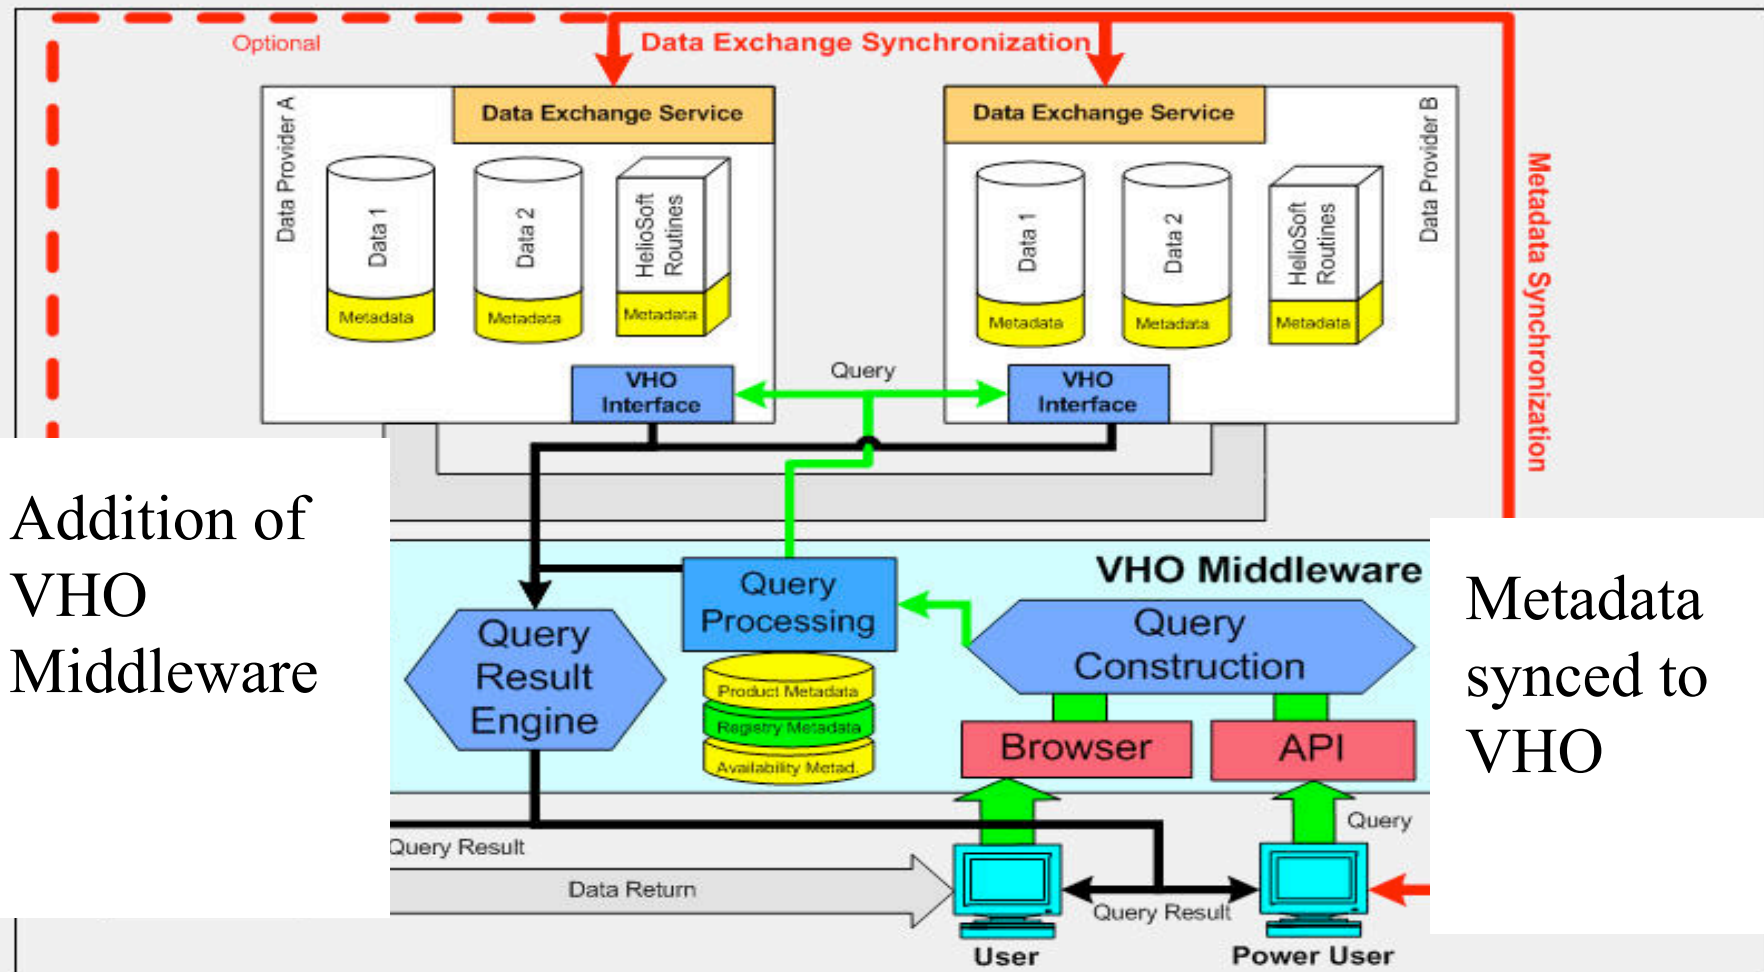 Optional
Data Exchange Synchronization
Data Provider A
Data Exchange Service
Data 1
Metadata
Data 2
Metadata
HelioSoft
Routines
Metadata
VHO
Interface
Query
Data Exchange Service
Data Provider B
Data 1
Metadata
Data 2
Metadata
HelioSoft
Routines
Metadata
VHO
Interface
Metadata Synchronization
Addition of
VHO
Middleware
VHO Middleware
Query
Processing
Product Metadata
Registry Metadata
Availability Metad.
Query
Result
Engine
Query
Construction
Browser
API
Metadata
synced to
VHO
Query
Query Result
Data Return
Query Result
User
Power User